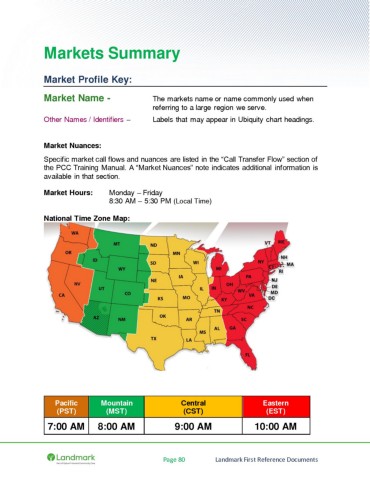 Markets Summary
Market Profile Key:
Market Name - The markets name or name commonly used when
referring to a large region we serve.
Other Names / Identifiers – Labels that may appear in Ubiquity chart headings.
Market Nuances:
Specific market call flows and nuances are listed in the "Call Transfer Flow" section of
the PCC Training Manual. A "Market Nuances" note indicates additional information is
available in that section.
Market Hours: Monday – Friday
8:30 AM – 5:30 PM (Local Time)
National Time Zone Map:
WA
MT ND MN VT ME
OR ID SD WI MI NY NH
WY MA
RI
NV NE IA NJ
UT CO IL IN OH DE
CA KS MO WV VA MD
KY DC
AZ NM OK AR TN NC
SC
MS AL GA
TX LA
FL
Pacific Mountain Central Eastern
(PST) (MST) (CST) (EST)
7:00 AM 8:00 AM 9:00 AM 10:00 AM
Landmark Page 80 Landmark First Reference Documents